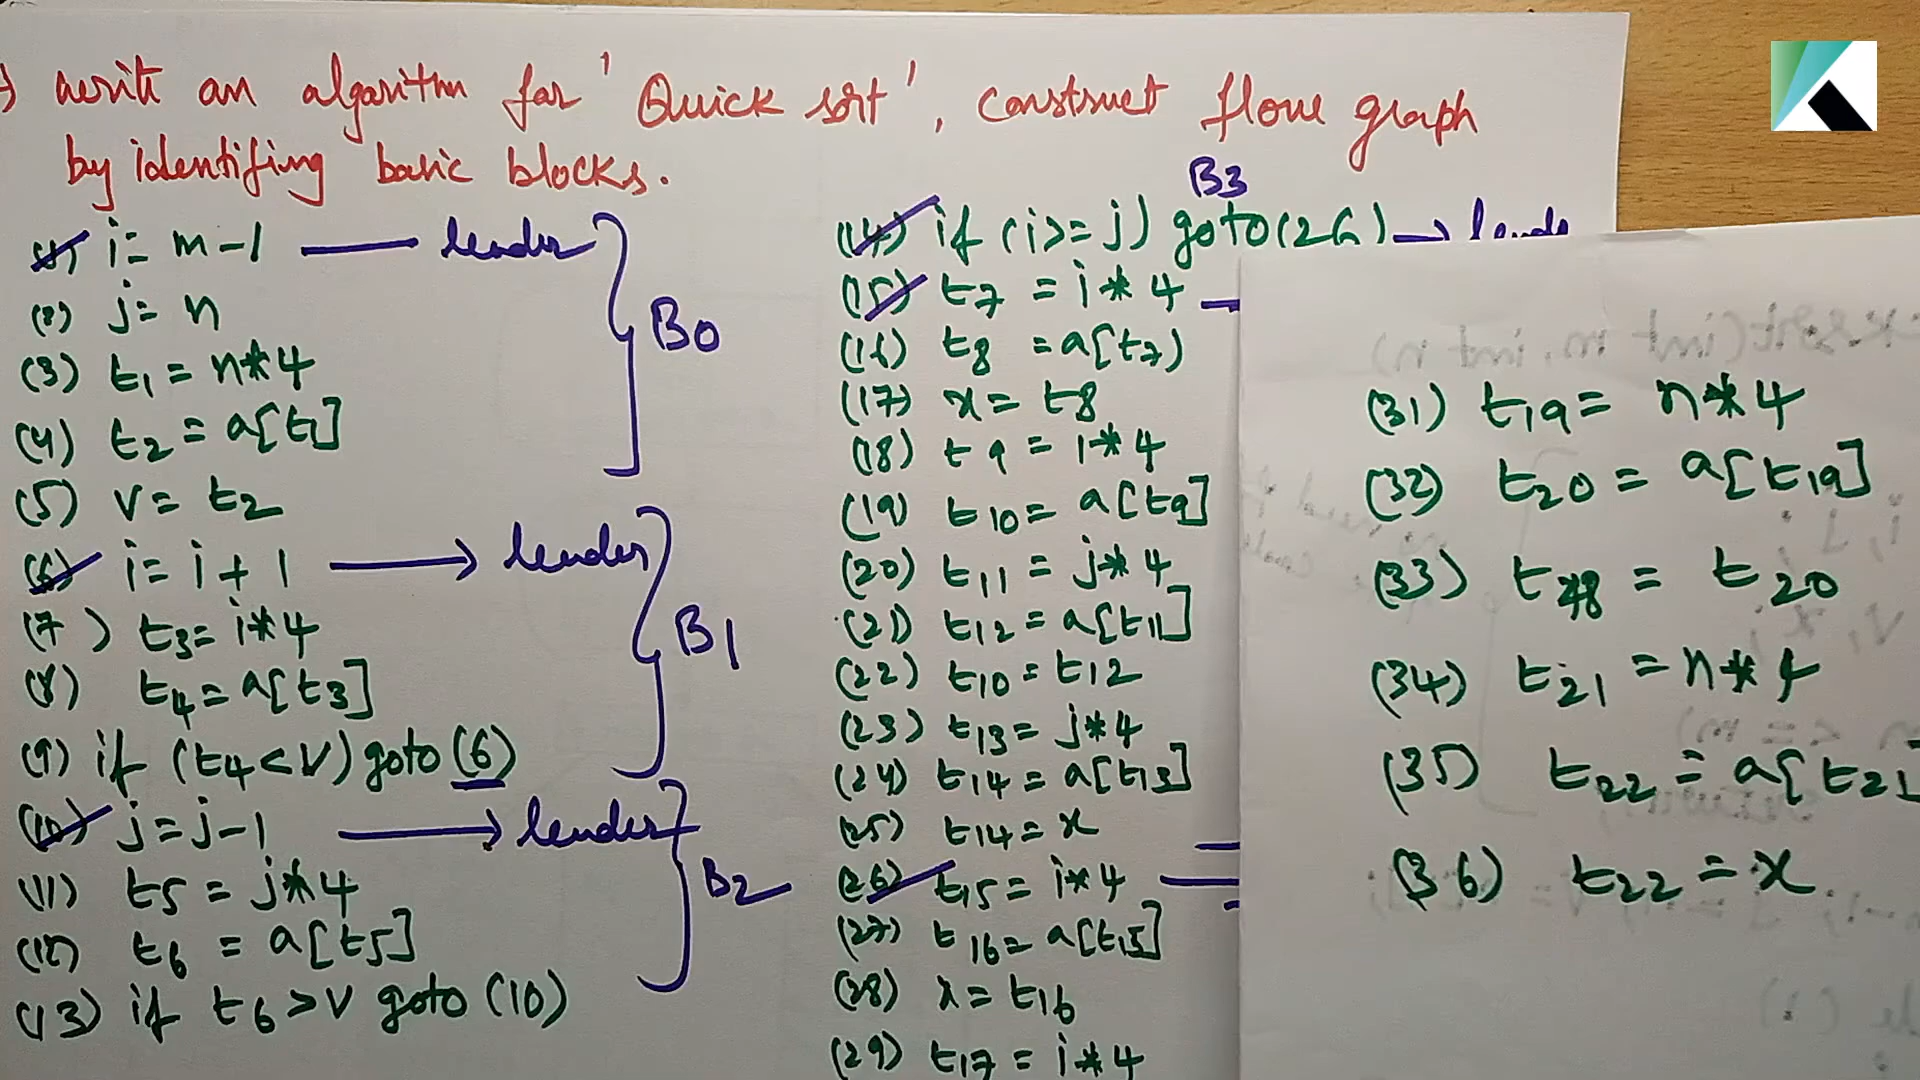 write an algorithm for 'Quick sort', construct flow graph
by identifing basic blocks.
(1) i= m-1 leader
(2) j= n
(3) t1 = n*4
(4) t2 = a[t1]
(5) v= t2
B0
(6) i= i+1 → leader
(7) t3= i*4
(8) t4=a[t3]
(9) if (t4<v) goto (6)
B1
(10) j=j-1 → leader
(11) t5 = j*4
(12) t6 = a[t5]
(13) if t6>v goto (10)
B2
B3
(14) if (i>=j) goto(26) →
(15) t7 = i*4
(16) t8 = a[t7)
(17) x= t8
(18) t9 = i*4
(19) t10= a[t9]
(20) t11 = j*4
(21) t12=a[t11]
(22) t10=t12
(23) t13= j*4
(24) t14= a[t13]
(25) t14= x
(26) t15= i*4
(27) t16=a[t15]
(28) x= t16
(29) t17 = i*4
(31) t19= n*4
(32) t20 = a[t19]
(33) = t20
(34) t21 = n*4
(35) t22 = a[t21]
(36) t22 = x